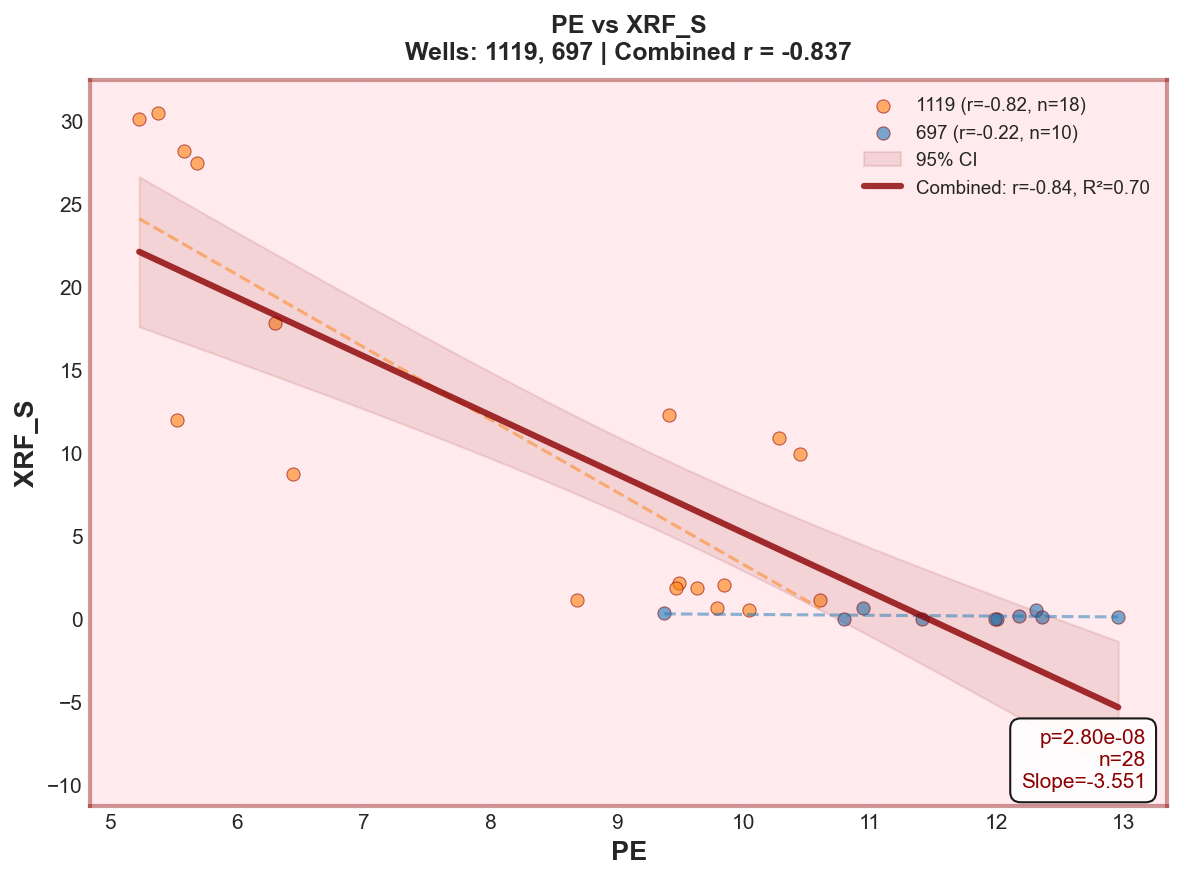 PE vs XRF_S
Wells: 1119, 697 | Combined r = -0.837
1119 (r=-0.82, n=18)
697 (r=-0.22, n=10)
95% CI
Combined: r=-0.84, R²=0.70
XRF_S
30
25
20
15
10
5
0
−5
−10
p=2.80e-08
n=28
Slope=-3.551
5 6 7 8 9 10 11 12 13
PE